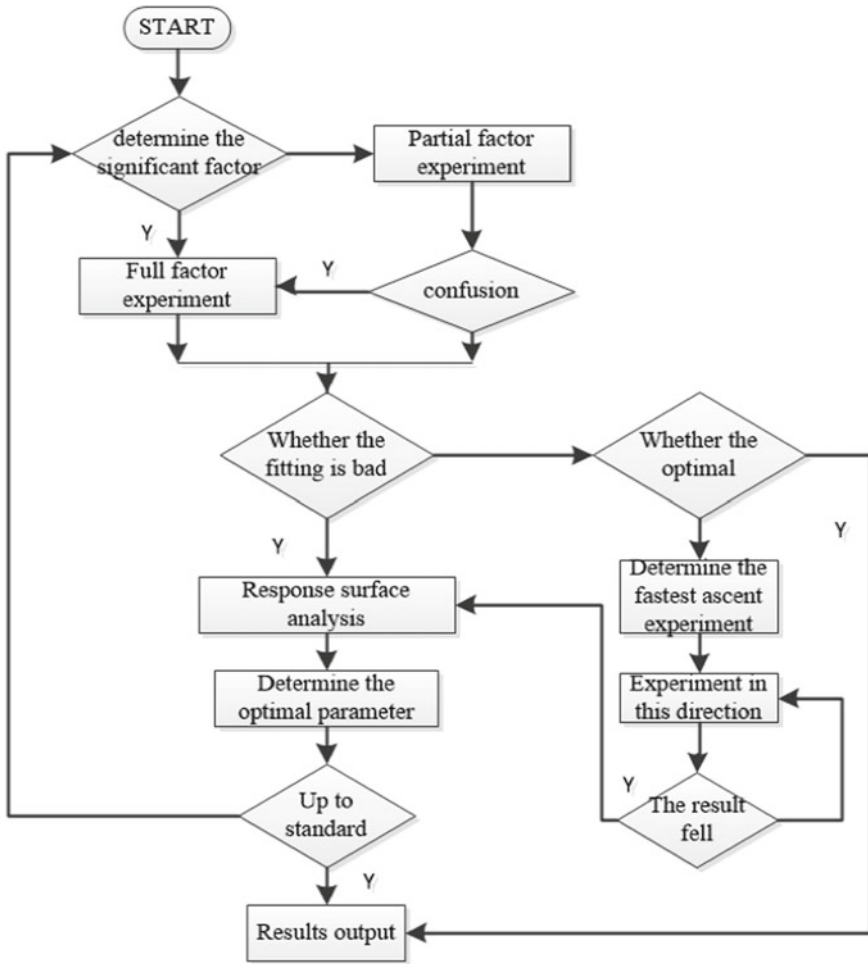 START
determine the
significant factor
Partial factor
experiment
Y
Full factor
experiment
Y
confusion
Whether the
fitting is bad
Whether the
optimal
Y
Y
Response surface
analysis
Determine the
fastest ascent
experiment
Determine the
optimal parameter
Experiment in
this direction
Up to
standard
Y
The result
fell
Y
Results output